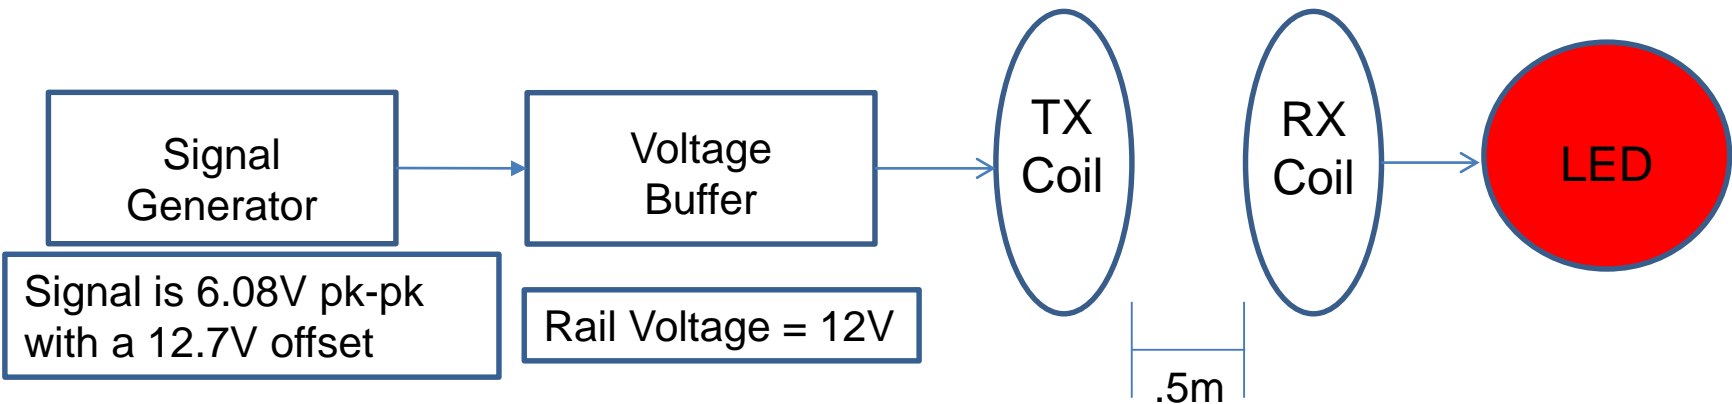 Signal
Generator
Voltage
Buffer
TX
Coil
RX
Coil
LED
Signal is 6.08V pk-pk
with a 12.7V offset
Rail Voltage = 12V
.5m